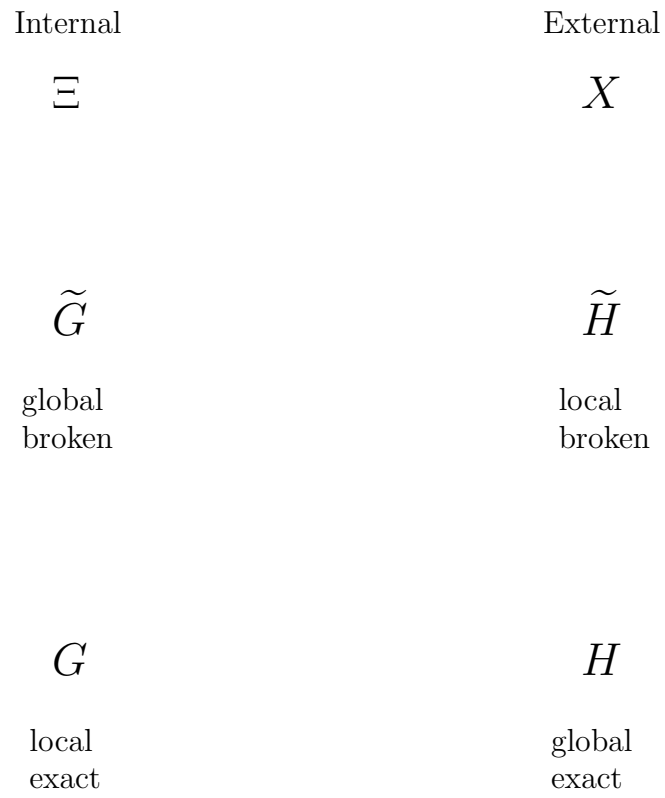 Internal External
Ξ X
G̃ H̃
global local
broken broken
G H
local global
exact exact